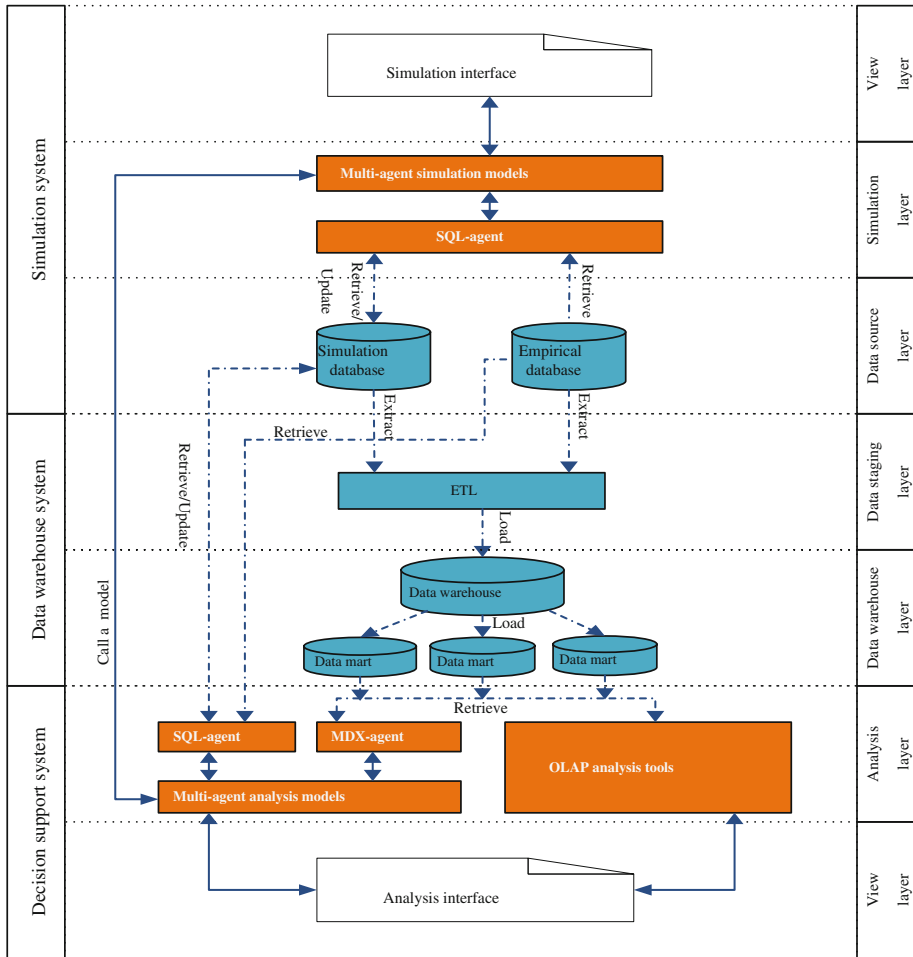 Simulation system
Data warehouse system
Decision support system
View
layer
Simulation
layer
Data source
layer
Data staging
layer
Data warehouse
layer
Analysis
layer
View
layer
Simulation interface
Multi-agent simulation models
SQL-agent
Retrieve/
Update
Retrieve
Simulation
database
Empirical
database
Extract
Extract
Retrieve
Retrieve/Update
Call a model
ETL
Load
Data warehouse
Load
Data mart
Data mart
Data mart
Retrieve
SQL-agent
MDX-agent
OLAP analysis tools
Multi-agent analysis models
Analysis interface